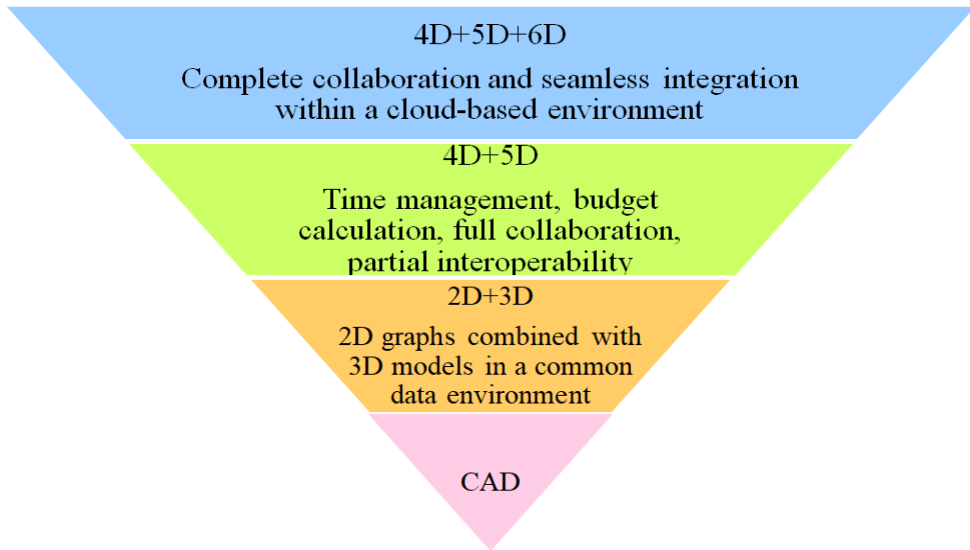 4D+5D+6D
Complete collaboration and seamless integration
within a cloud-based environment
4D+5D
Time management, budget
calculation, full collaboration,
partial interoperability
2D+3D
2D graphs combined with
3D models in a common
data environment
CAD